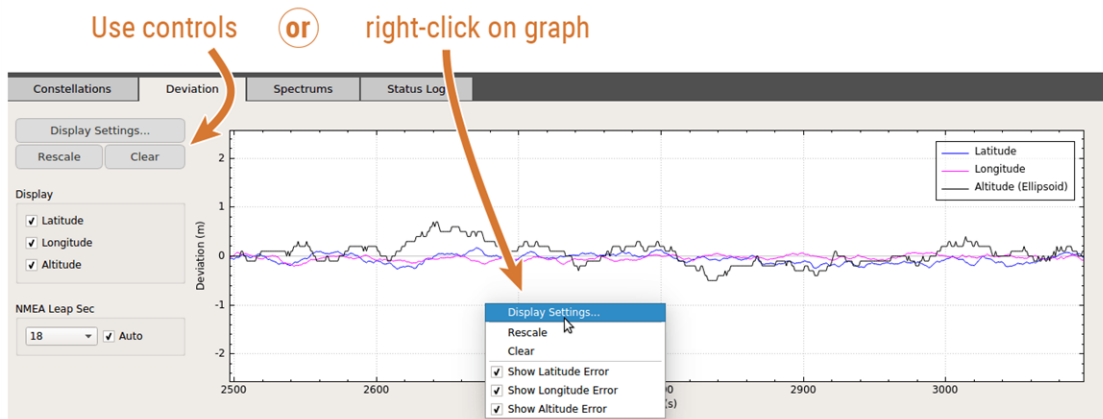 Use controls or right-click on graph
Constellations Deviation Spectrums Status Log
Display Settings...
Rescale Clear
Display
Latitude
Longitude
Altitude
NMEA Leap Sec
18 Auto
Deviation (m)
2
1
0
-1
-2
Latitude
Longitude
Altitude (Ellipsoid)
Display Settings...
Rescale
Clear
Show Latitude Error
Show Longitude Error
Show Altitude Error
2500 2600 2900 3000
(s)